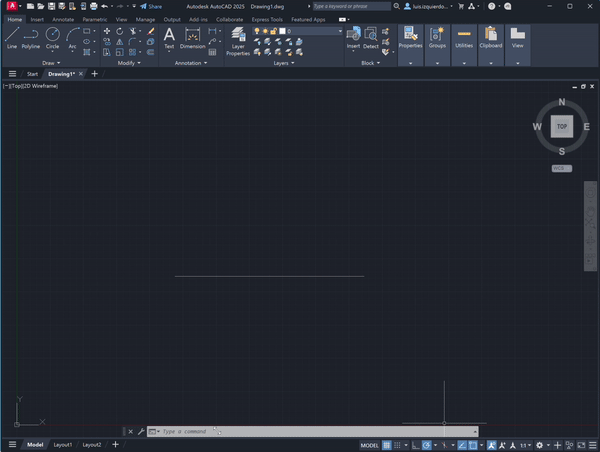 A Share Autodesk AutoCAD 2025 Drawing1.dwg Type a keyword or phrase luis.izquierdo...
Home Insert Annotate Parametric View Manage Output Add-ins Collaborate Express Tools Featured Apps
Line Polyline Circle Arc Text Dimension Layer Properties 0 Insert Detect Properties Groups Utilities Clipboard View
Draw Modify Annotation Layers Block
Start Drawing1*
[−][Top][2D Wireframe]
N
W TOP E
S
WCS
Y
X
Type a command
Model Layout1 Layout2 MODEL 1:1